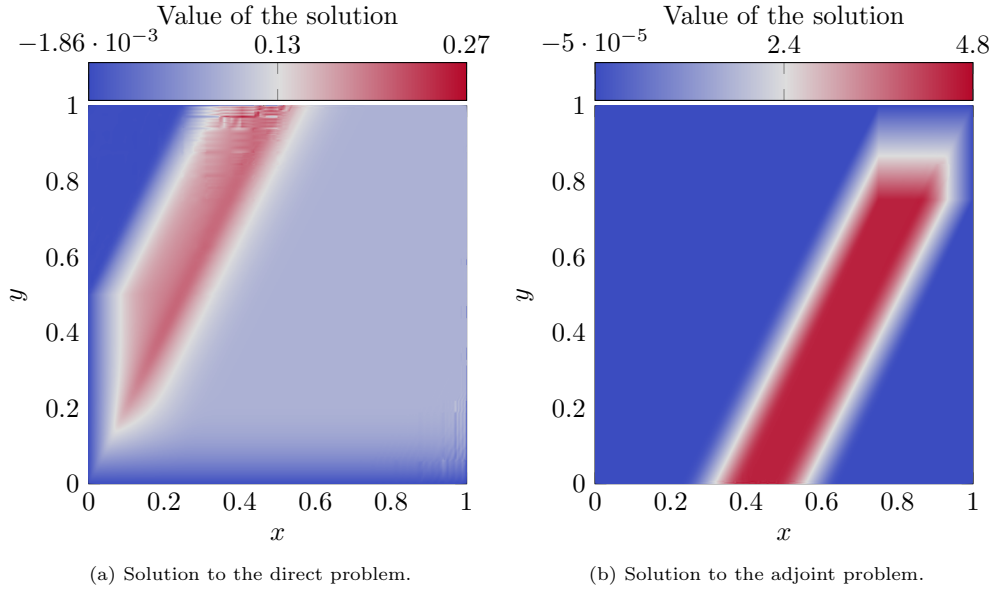 Value of the solution
−1.86 · 10⁻³ 0.13 0.27
1
0.8
0.6
y
0.4
0.2
0
0 0.2 0.4 0.6 0.8 1
x
(a) Solution to the direct problem.
Value of the solution
−5 · 10⁻⁵ 2.4 4.8
1
0.8
0.6
y
0.4
0.2
0
0 0.2 0.4 0.6 0.8 1
x
(b) Solution to the adjoint problem.